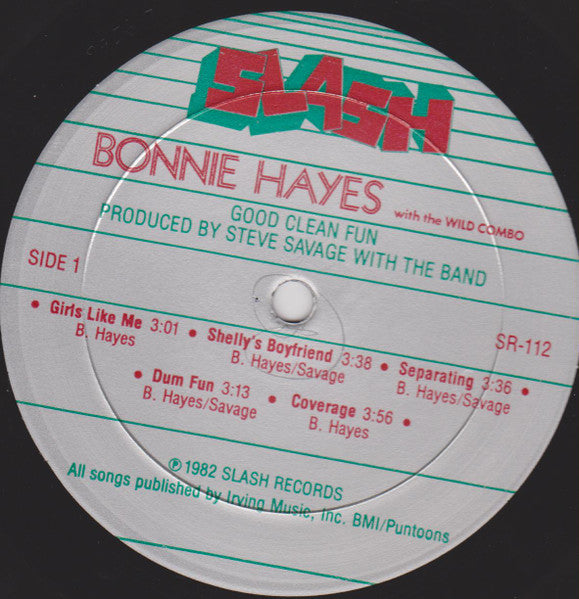 SLASH
BONNIE HAYES with the WILD COMBO
GOOD CLEAN FUN
PRODUCED BY STEVE SAVAGE WITH THE BAND
SIDE 1
SR-112
• Girls Like Me 3:01 • Shelly's Boyfriend 3:38 • Separating 3:36 •
B. Hayes B. Hayes/Savage B. Hayes/Savage
• Dum Fun 3:13 • Coverage 3:56 •
B. Hayes/Savage B. Hayes
℗1982 SLASH RECORDS
All songs published by Irving Music, Inc. BMI/Puntoons